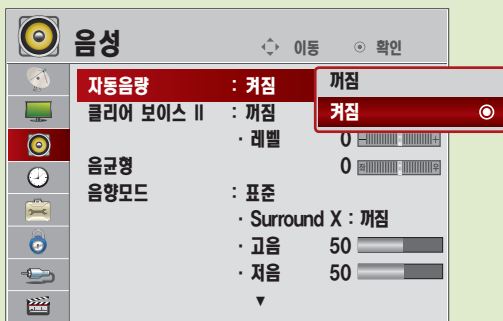 음성
이동 확인
자동음량 : 켜짐
꺼짐
켜짐
클리어 보이스 II : 꺼짐
· 레벨 0
음균형 0 좌 우
음향모드 : 표준
· Surround X : 꺼짐
· 고음 50
· 저음 50